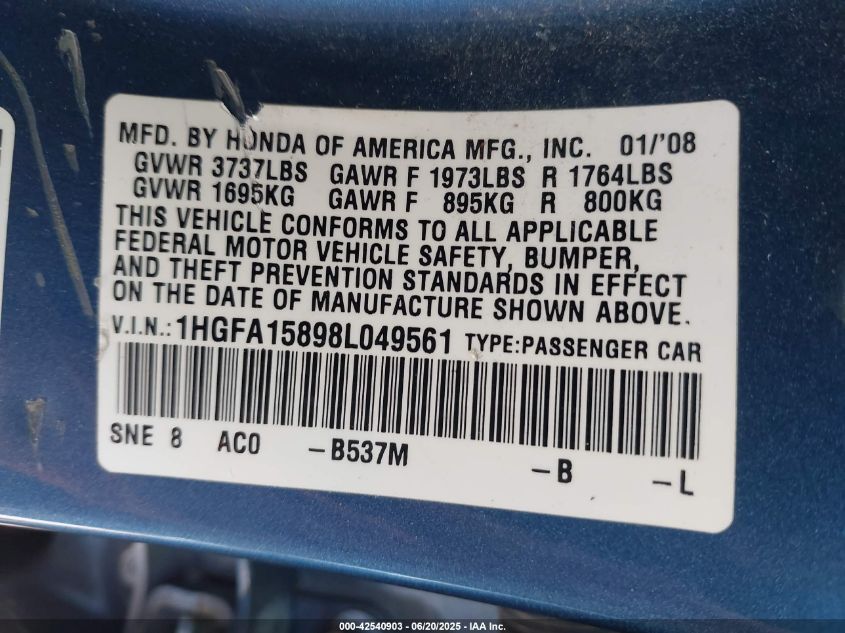 MFD. BY HONDA OF AMERICA MFG., INC. 01/'08
GVWR 3737LBS GAWR F 1973LBS R 1764LBS
GVWR 1695KG GAWR F 895KG R 800KG
THIS VEHICLE CONFORMS TO ALL APPLICABLE
FEDERAL MOTOR VEHICLE SAFETY, BUMPER,
AND THEFT PREVENTION STANDARDS IN EFFECT
ON THE DATE OF MANUFACTURE SHOWN ABOVE.
V.I.N.: 1HGFA15898L049561 TYPE:PASSENGER CAR
SNE 8 AC0 -B537M -B -L
000-42540903 - 06/20/2025 - IAA Inc.